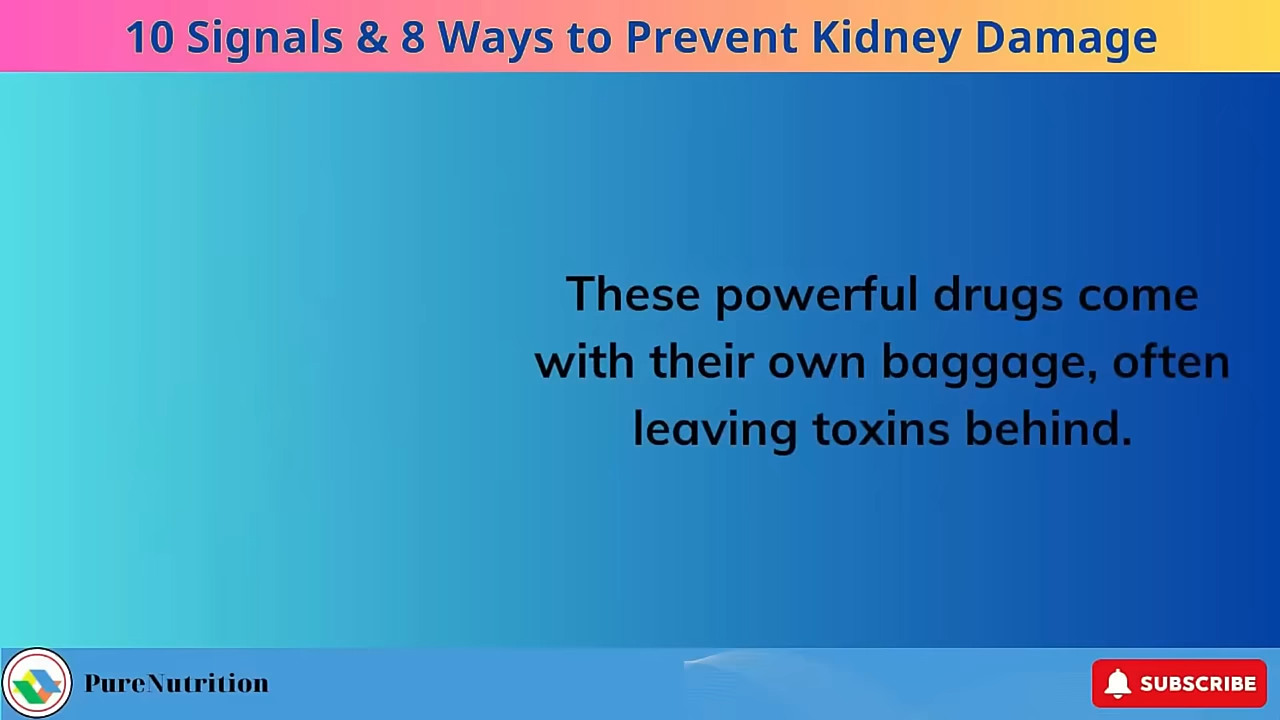 10 Signals & 8 Ways to Prevent Kidney Damage
These powerful drugs come
with their own baggage, often
leaving toxins behind.
PureNutrition
SUBSCRIBE